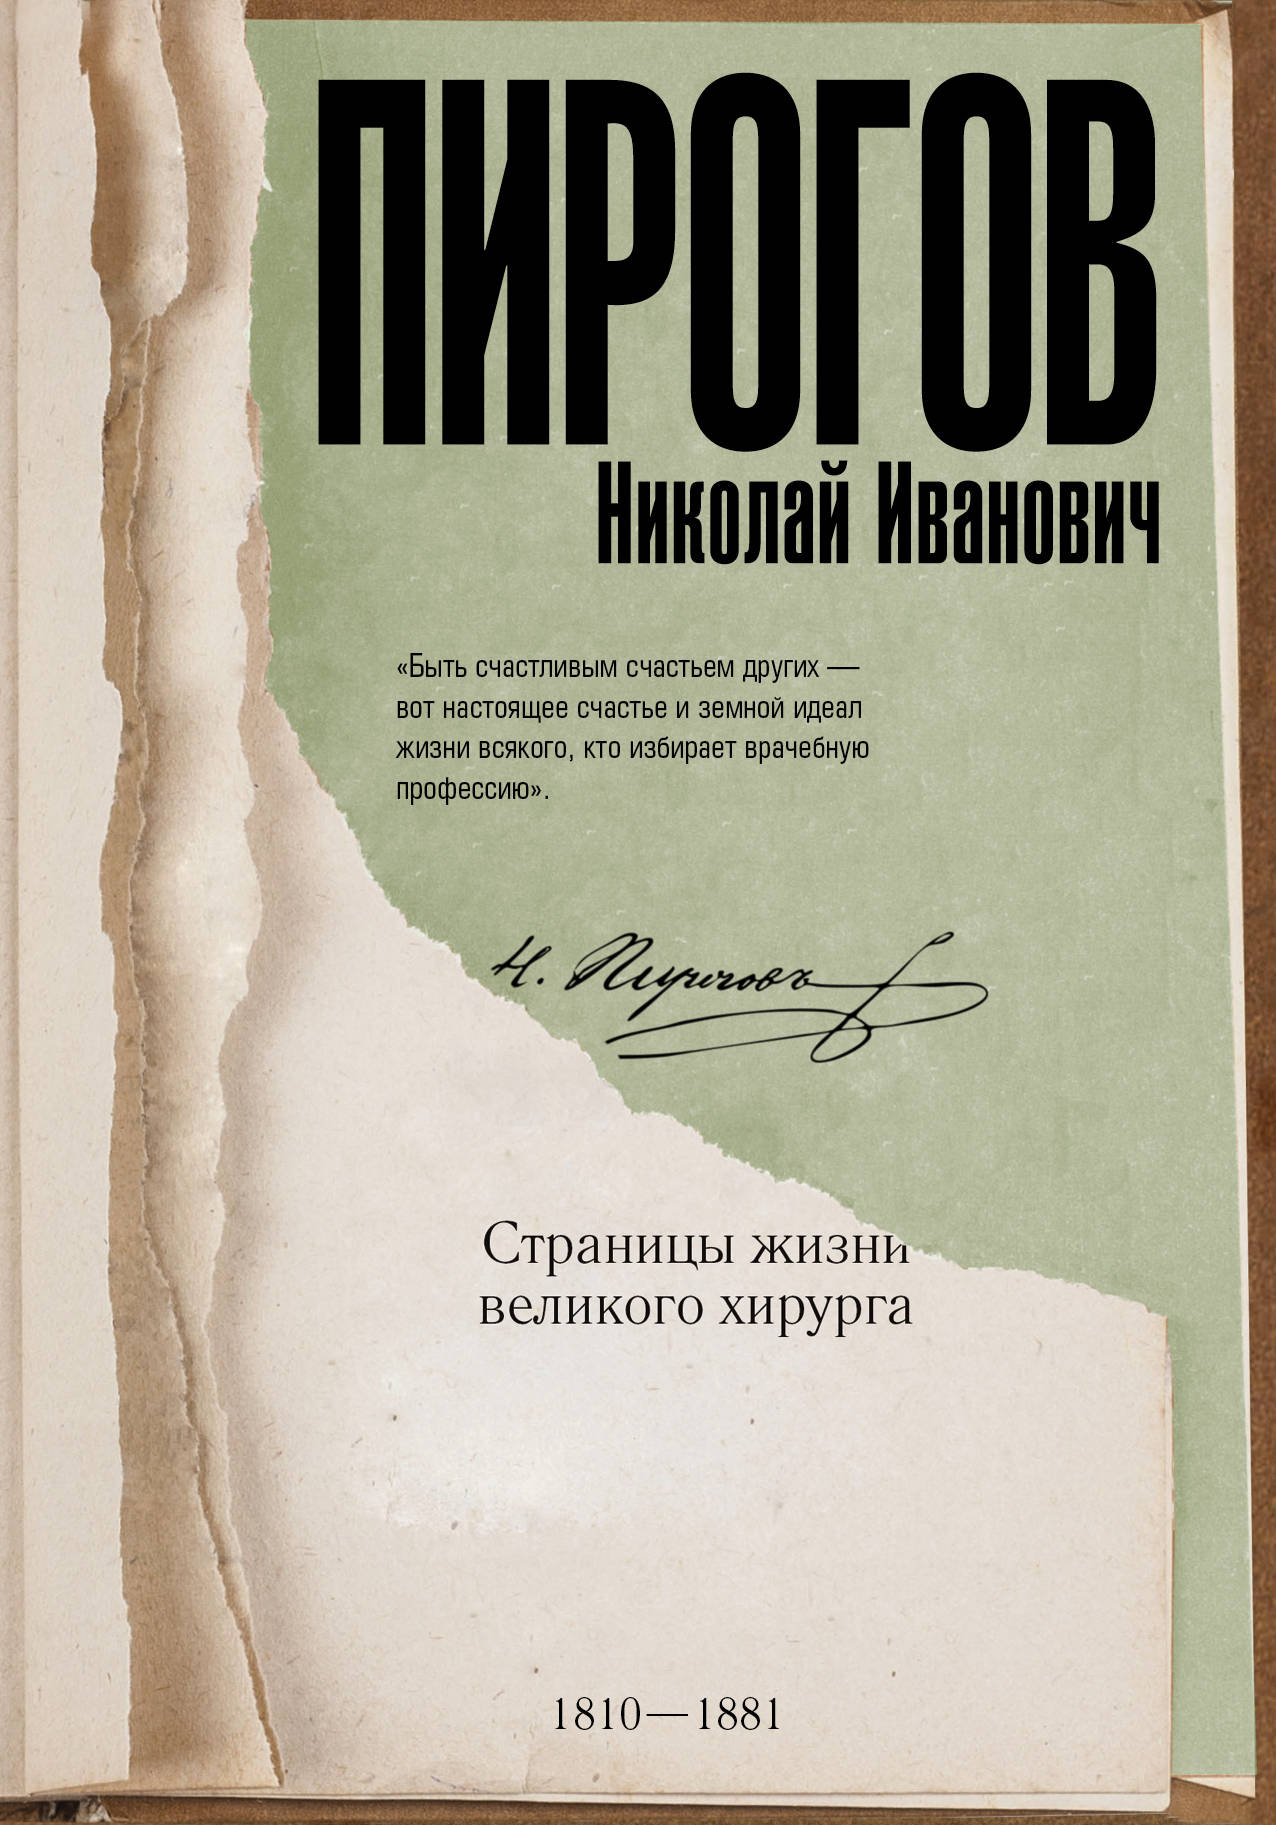 ПИРОГОВ
Николай Иванович
«Быть счастливым счастьем других —
вот настоящее счастье и земной идеал
жизни всякого, кто избирает врачебную
профессию».
Н. Пироговъ
Страницы жизни
великого хирурга
1810—1881